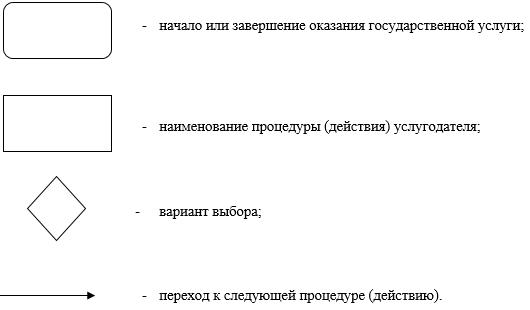 - начало или завершение оказания государственной услуги;
- наименование процедуры (действия) услугодателя;
- вариант выбора;
- переход к следующей процедуре (действию).